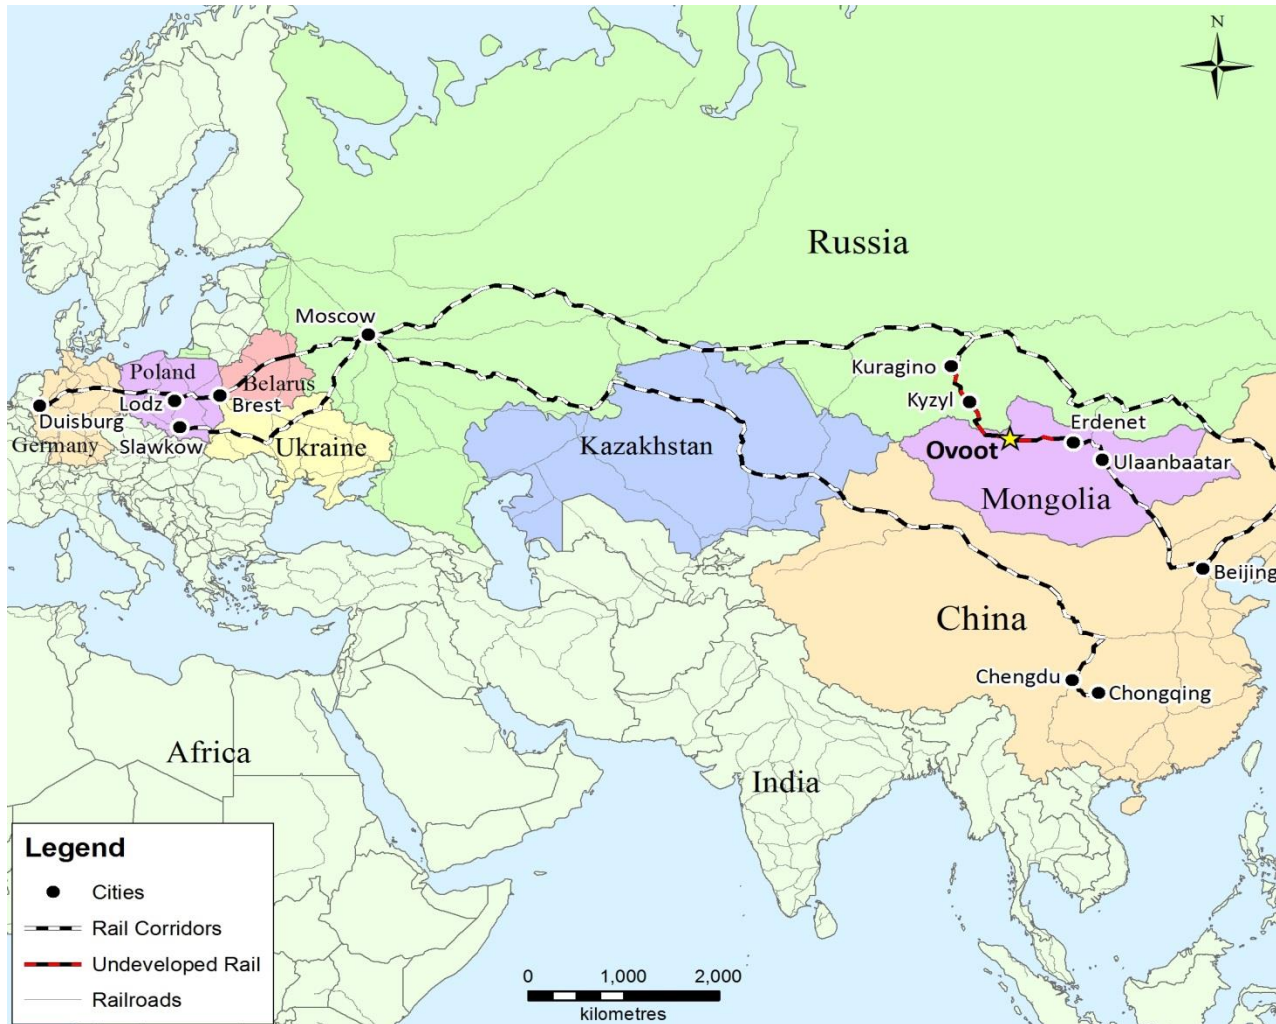 N
Russia
Moscow
Kuragino
Poland
Belarus
Kyzyl
Lodz
Brest
Duisburg
Erdenet
Slawkow
Germany
Ukraine
Kazakhstan
Ovoot
Ulaanbaatar
Mongolia
Beijing
China
Chengdu
Chongqing
Africa
India
Legend
Cities
Rail Corridors
Undeveloped Rail
Railroads
0 1,000 2,000
kilometres